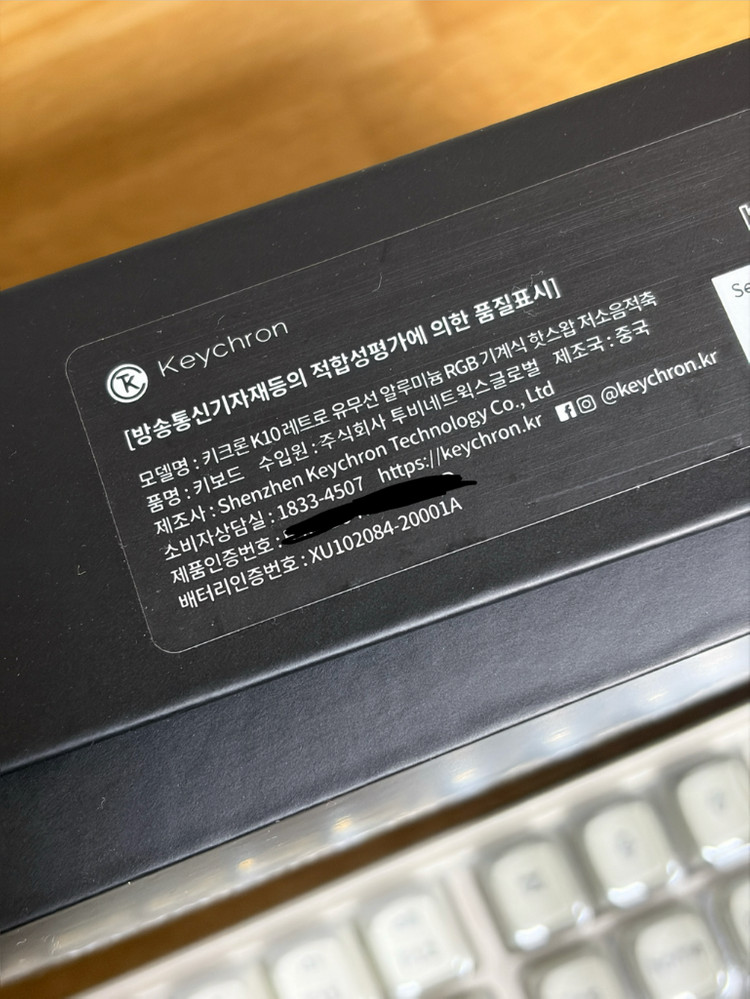 Keychron
[방송통신기자재등의 적합성평가에 의한 품질표시]
모델명 : 키크론 K10 레트로 유무선 알루미늄 RGB 기계식 핫스왑 저소음적축
품명 : 키보드 수입원 : 주식회사 투비네트웍스글로벌 제조국 : 중국
제조사 : Shenzhen Keychron Technology Co., Ltd
소비자상담실 : 1833-4507 https://keychron.kr @keychron.kr
제품인증번호 :
배터리인증번호 : XU102084-20001A